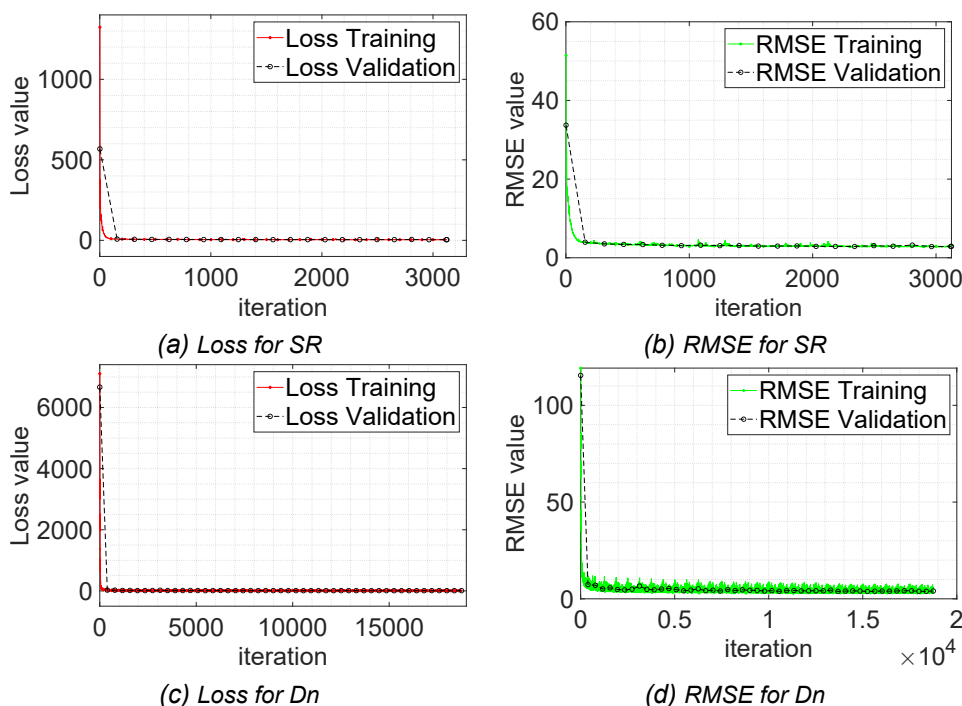 Loss Training
Loss Validation
Loss value
1000
500
0
0
1000
2000
3000
iteration
(a) Loss for SR
RMSE Training
RMSE Validation
RMSE value
60
40
20
0
0
1000
2000
3000
iteration
(b) RMSE for SR
Loss Training
Loss Validation
Loss value
6000
4000
2000
0
0
5000
10000
15000
iteration
(c) Loss for Dn
RMSE Training
RMSE Validation
RMSE value
100
50
0
0
0.5
1
1.5
2
iteration
×10^4
(d) RMSE for Dn